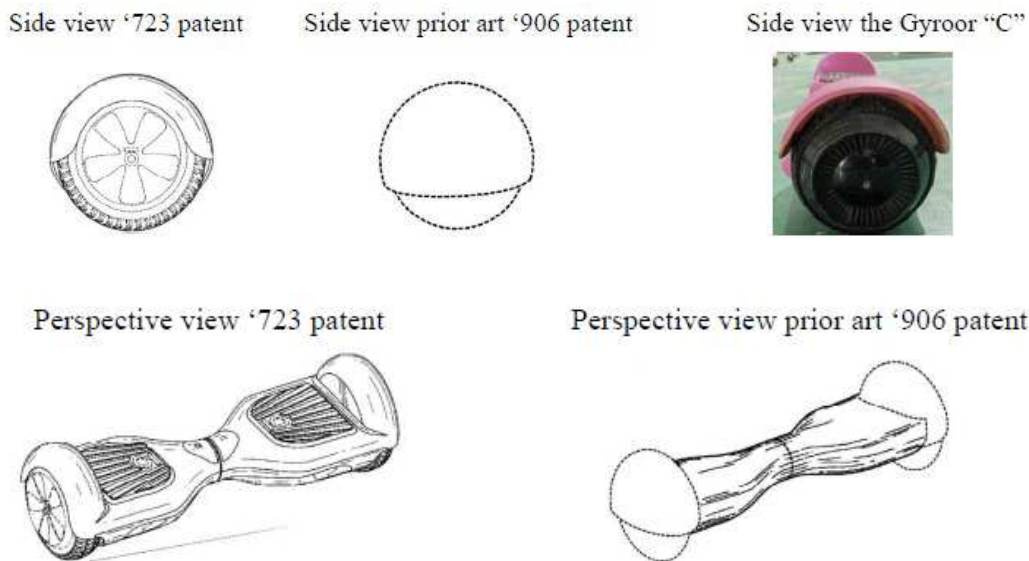 Side view ‘723 patent
Side view prior art ‘906 patent
Side view the Gyroor “C”
Perspective view ‘723 patent
Perspective view prior art ‘906 patent